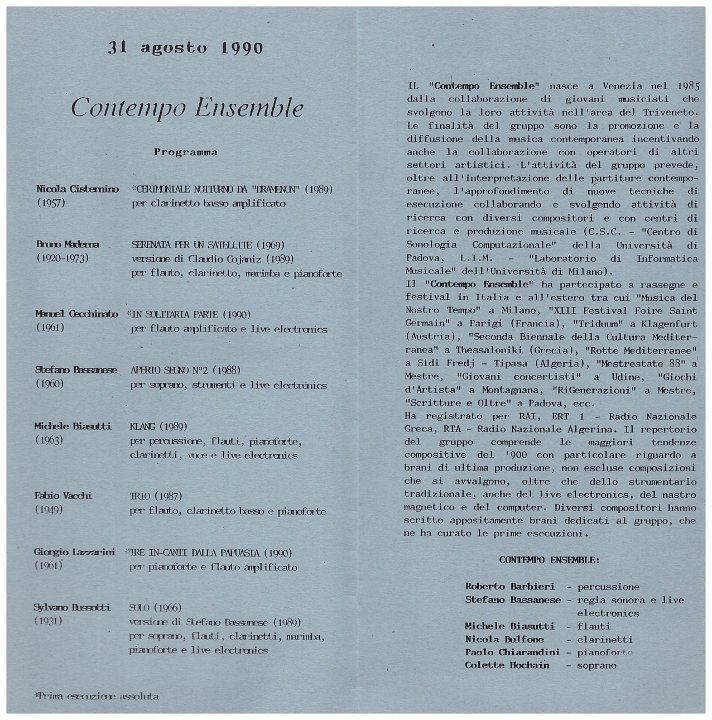 31 agosto 1990
Contempo Ensemble
Programma
Nicola Cisternino *CERIMONIALE NOTTURNO DA "DRAMENON" (1989)
(1957) per clarinetto basso amplificato
Bruno Maderna SERENATA PER UN SATELLITE (1969)
(1920-1973) versione di Claudio Cojaniz (1989)
per flauto, clarinetto, marimba e pianoforte
Manuel Cecchinato *IN SOLITARIA PARTE (1990)
(1961) per flauto amplificato e live electronics
Stefano Bassanese *APERTO SEGNO N°2 (1988)
(1960) per soprano, strumenti e live electronics
Michele Biasutti KLANG (1989)
(1963) per percussione, flauti, pianoforte,
clarinetti, voce e live electronics
Fabio Vacchi TRIO (1987)
(1949) per flauto, clarinetto basso e pianoforte
Giorgio Lazzarini *TRE IN-CANTI DALLA PAPUASIA (1990)
(1961) per pianoforte e flauto amplificato
Sylvano Bussotti SOLO (1966)
(1931) versione di Stefano Bassanese (1989)
per soprano, flauti, clarinetti, marimba,
pianoforte e live electronics
*Prima esecuzione assoluta
IL "Contempo Ensemble" nasce a Venezia nel 1985
dalla collaborazione di giovani musicisti che
svolgono la loro attività nell'area del Triveneto.
Le finalità del gruppo sono la promozione e la
diffusione della musica contemporanea incentivando
anche la collaborazione con operatori di altri
settori artistici. L'attività del gruppo prevede,
oltre all'interpretazione delle partiture contempo-
ranee, l'approfondimento di nuove tecniche di
esecuzione collaborando e svolgendo attività di
ricerca con diversi compositori e con centri di
ricerca e produzione musicale (C.S.C. - "Centro di
Sonologia Computazionale" della Università di
Padova, L.I.M. - "Laboratorio di Informatica
Musicale" dell'Università di Milano).
Il "Contempo Ensemble" ha partecipato a rassegne e
festival in Italia e all'estero tra cui "Musica del
Nostro Tempo" a Milano, "XIII Festival Foire Saint
Germain" a Parigi (Francia), "Triduum" a Klagenfurt
(Austria), "Seconda Biennale della Cultura Mediter-
ranea" a Thessaloniki (Grecia), "Rotte Mediterranee"
a Sidi Fredj - Tipasa (Algeria), "Mestrestate 88" a
Mestre, "Giovani concertisti" a Udine, "Giochi
d'Artista" a Montagnana, "RiGenerazioni" a Mestre,
"Scritture e Oltre" a Padova, ecc.
Ha registrato per RAI, ERT 1 - Radio Nazionale
Greca, RTA - Radio Nazionale Algerina. Il repertorio
del gruppo comprende le maggiori tendenze
compositive del '900 con particolare riguardo a
brani di ultima produzione, non escluse composizioni
che si avvalgono, oltre che dello strumentario
tradizionale, anche del live electronics, del nastro
magnetico e del computer. Diversi compositori hanno
scritto appositamente brani dedicati al gruppo, che
ne ha curato le prime esecuzioni.
CONTEMPO ENSEMBLE:
Roberto Barbieri - percussione
Stefano Bassanese - regia sonora e live
electronics
Michele Biasutti - flauti
Nicola Bulfone - clarinetti
Paolo Chiarandini - pianoforte
Colette Hochain - soprano